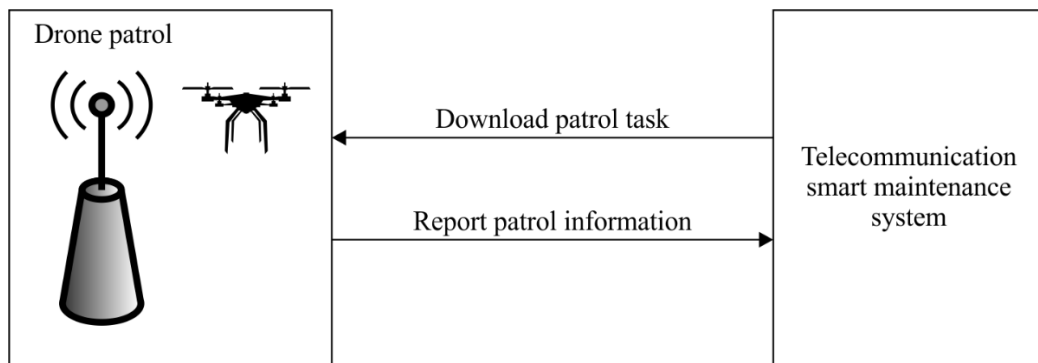 Drone patrol
Download patrol task
Report patrol information
Telecommunication
smart maintenance
system